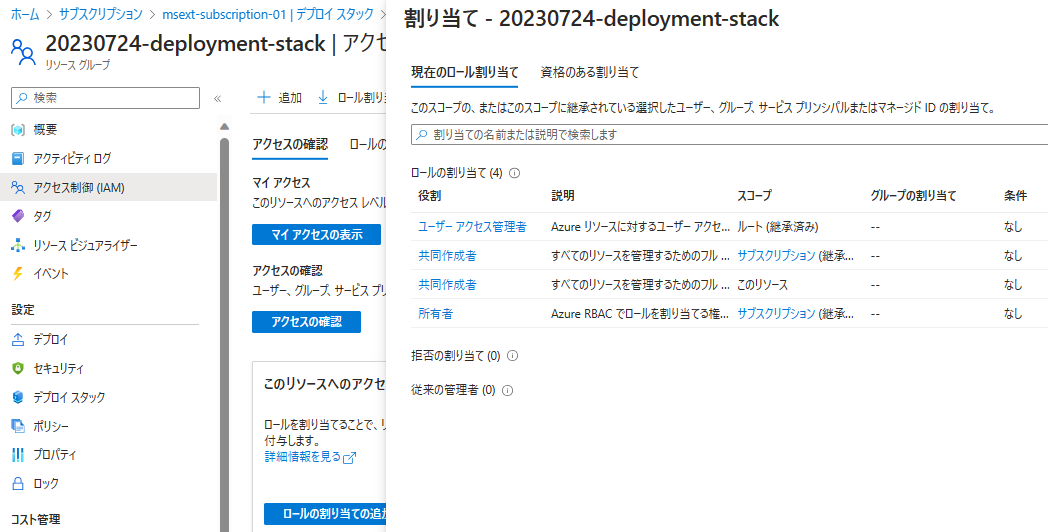 ホーム > サブスクリプション > msext-subscription-01 | デプロイ スタック >
20230724-deployment-stack | アクセ
リソース グループ
検索
概要
アクティビティ ログ
アクセス制御 (IAM)
タグ
リソース ビジュアライザー
イベント
設定
デプロイ
セキュリティ
デプロイ スタック
ポリシー
プロパティ
ロック
コスト管理
追加 ロール割り
アクセスの確認 ロールの
マイ アクセス
このリソースへのアクセス レベル
マイ アクセスの表示
アクセスの確認
ユーザー、グループ、サービス プリン
アクセスの確認
このリソースへのアクセ
ロールを割り当てることで、リ
付与します。
詳細情報を見る
ロールの割り当ての追加
割り当て - 20230724-deployment-stack
現在のロール割り当て 資格のある割り当て
このスコープの、またはこのスコープに継承されている選択したユーザー、グループ、サービス プリンシパルまたはマネージド ID の割り当て。
割り当ての名前または説明で検索します
ロールの割り当て (4)
役割 説明 スコープ グループの割り当て 条件
ユーザー アクセス管理者 Azure リソースに対するユーザー アクセ... ルート (継承済み) -- なし
共同作成者 すべてのリソースを管理するためのフル ... サブスクリプション (継承... -- なし
共同作成者 すべてのリソースを管理するためのフル ... このリソース -- なし
所有者 Azure RBAC でロールを割り当てる権... サブスクリプション (継承... -- なし
拒否の割り当て (0)
従来の管理者 (0)